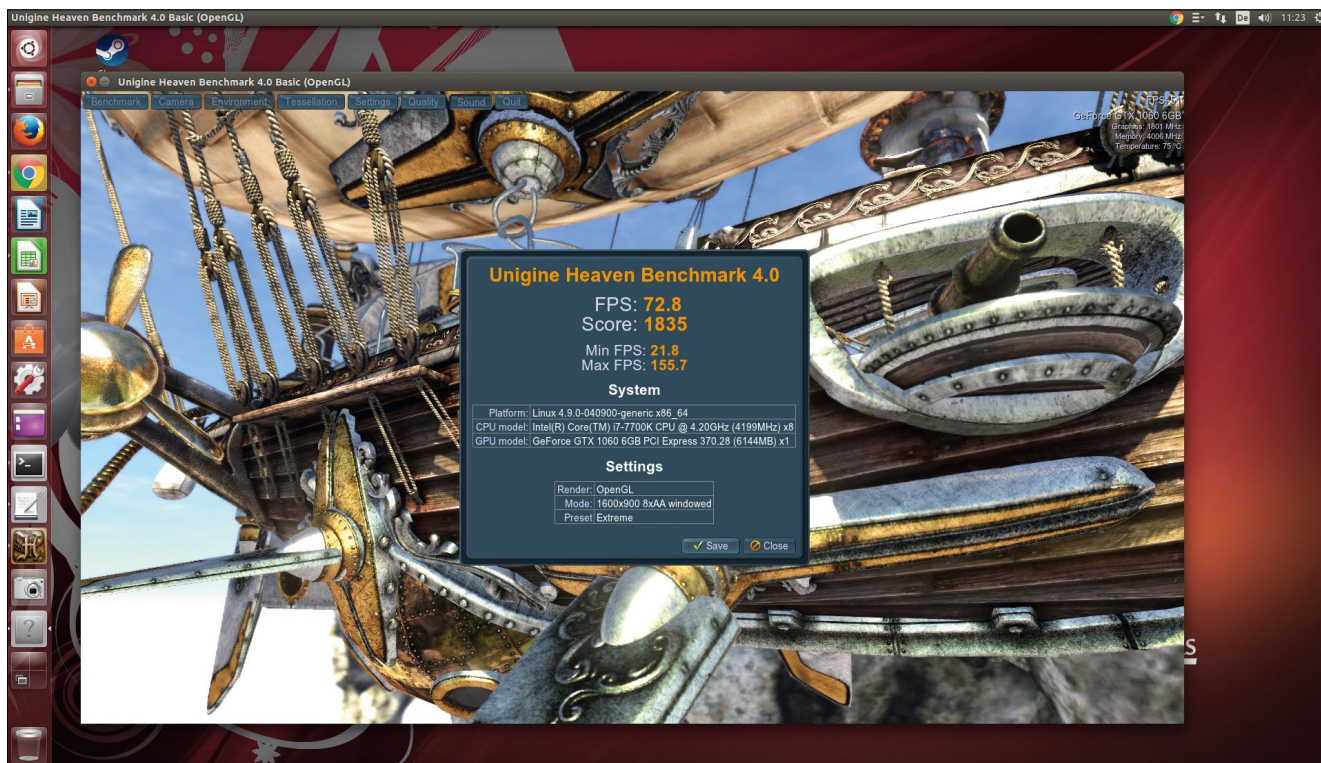 Unigine Heaven Benchmark 4.0 Basic (OpenGL)
De
11:23
Unigine Heaven Benchmark 4.0 Basic (OpenGL)
Benchmark Camera Environment Tessellation Settings Quality Sound Quit
GeForce GTX 1060 6GB
Graphics: 1801 MHz
Memory: 4006 MHz
Temperature: 75 °C
Unigine Heaven Benchmark 4.0
FPS: 72.8
Score: 1835
Min FPS: 21.8
Max FPS: 155.7
System
Platform: Linux 4.9.0-040900-generic x86_64
CPU model: Intel(R) Core(TM) i7-7700K CPU @ 4.20GHz (4199MHz) x8
GPU model: GeForce GTX 1060 6GB PCI Express 370.28 (6144MB) x1
Settings
Render: OpenGL
Mode: 1600x900 8xAA windowed
Preset Extreme
Save Close
S